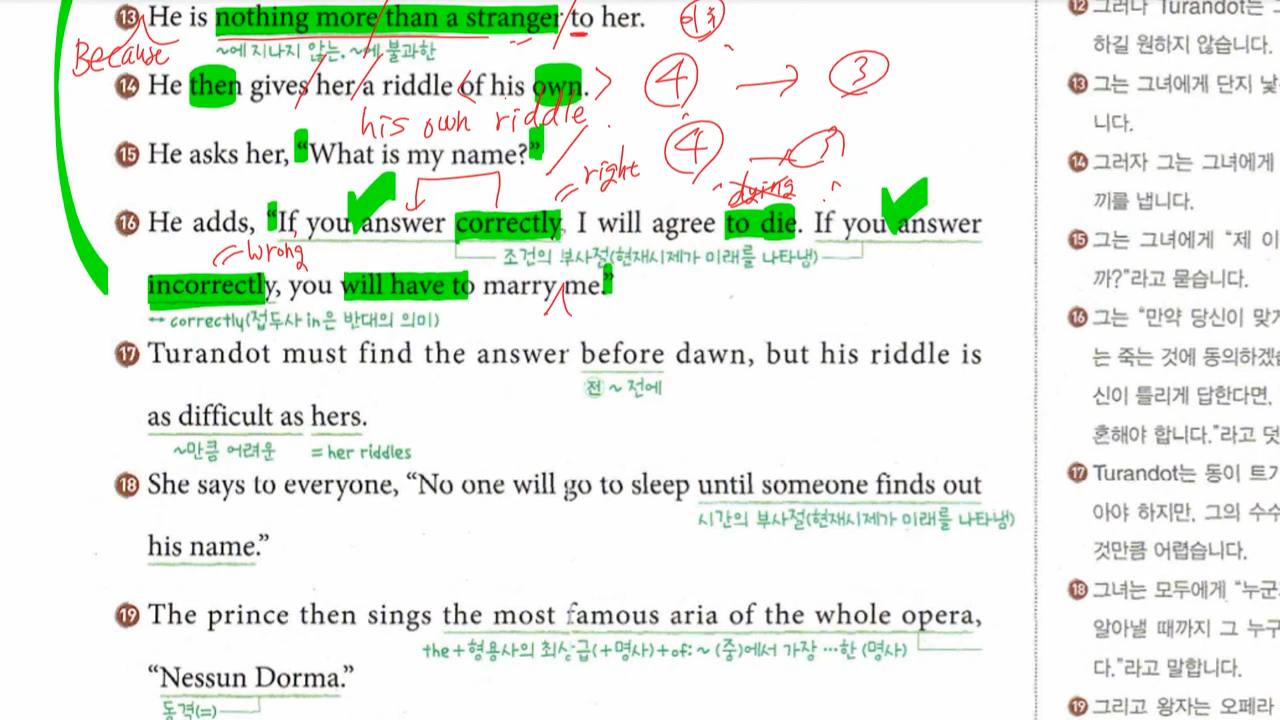 ⑬ He is nothing more than a stranger to her.
Because
~에 지나지 않는, ~에 불과한
⑭ He then gives her a riddle of his own. > ④ → ③
his own riddle
⑮ He asks her, “What is my name?” ④ →
right
dying
⑯ He adds, “If you answer correctly, I will agree to die. If you answer
wrong
조건의 부사절(현재시제가 미래를 나타냄)
incorrectly, you will have to marry me.”
↔ correctly(접두사 in은 반대의 의미)
⑰ Turandot must find the answer before dawn, but his riddle is
전 ~ 전에
as difficult as hers.
~만큼 어려운 = her riddles
⑱ She says to everyone, “No one will go to sleep until someone finds out
시간의 부사절(현재시제가 미래를 나타냄)
his name.”
⑲ The prince then sings the most famous aria of the whole opera,
the + 형용사의 최상급(+명사)+of: ~ (중)에서 가장 …한 (명사)
“Nessun Dorma.”
동격(=)
⑫ 그러나 Turandot는
하길 원하지 않습니다.
⑬ 그는 그녀에게 단지 낯
니다.
⑭ 그러자 그는 그녀에게
끼를 냅니다.
⑮ 그는 그녀에게 “제 이
까?”라고 묻습니다.
⑯ 그는 “만약 당신이 맞게
는 죽는 것에 동의하겠습
신이 틀리게 답한다면,
혼해야 합니다.”라고 덧
⑰ Turandot는 동이 트기
아야 하지만, 그의 수수
것만큼 어렵습니다.
⑱ 그녀는 모두에게 “누군
알아낼 때까지 그 누구
다.”라고 말합니다.
⑲ 그리고 왕자는 오페라